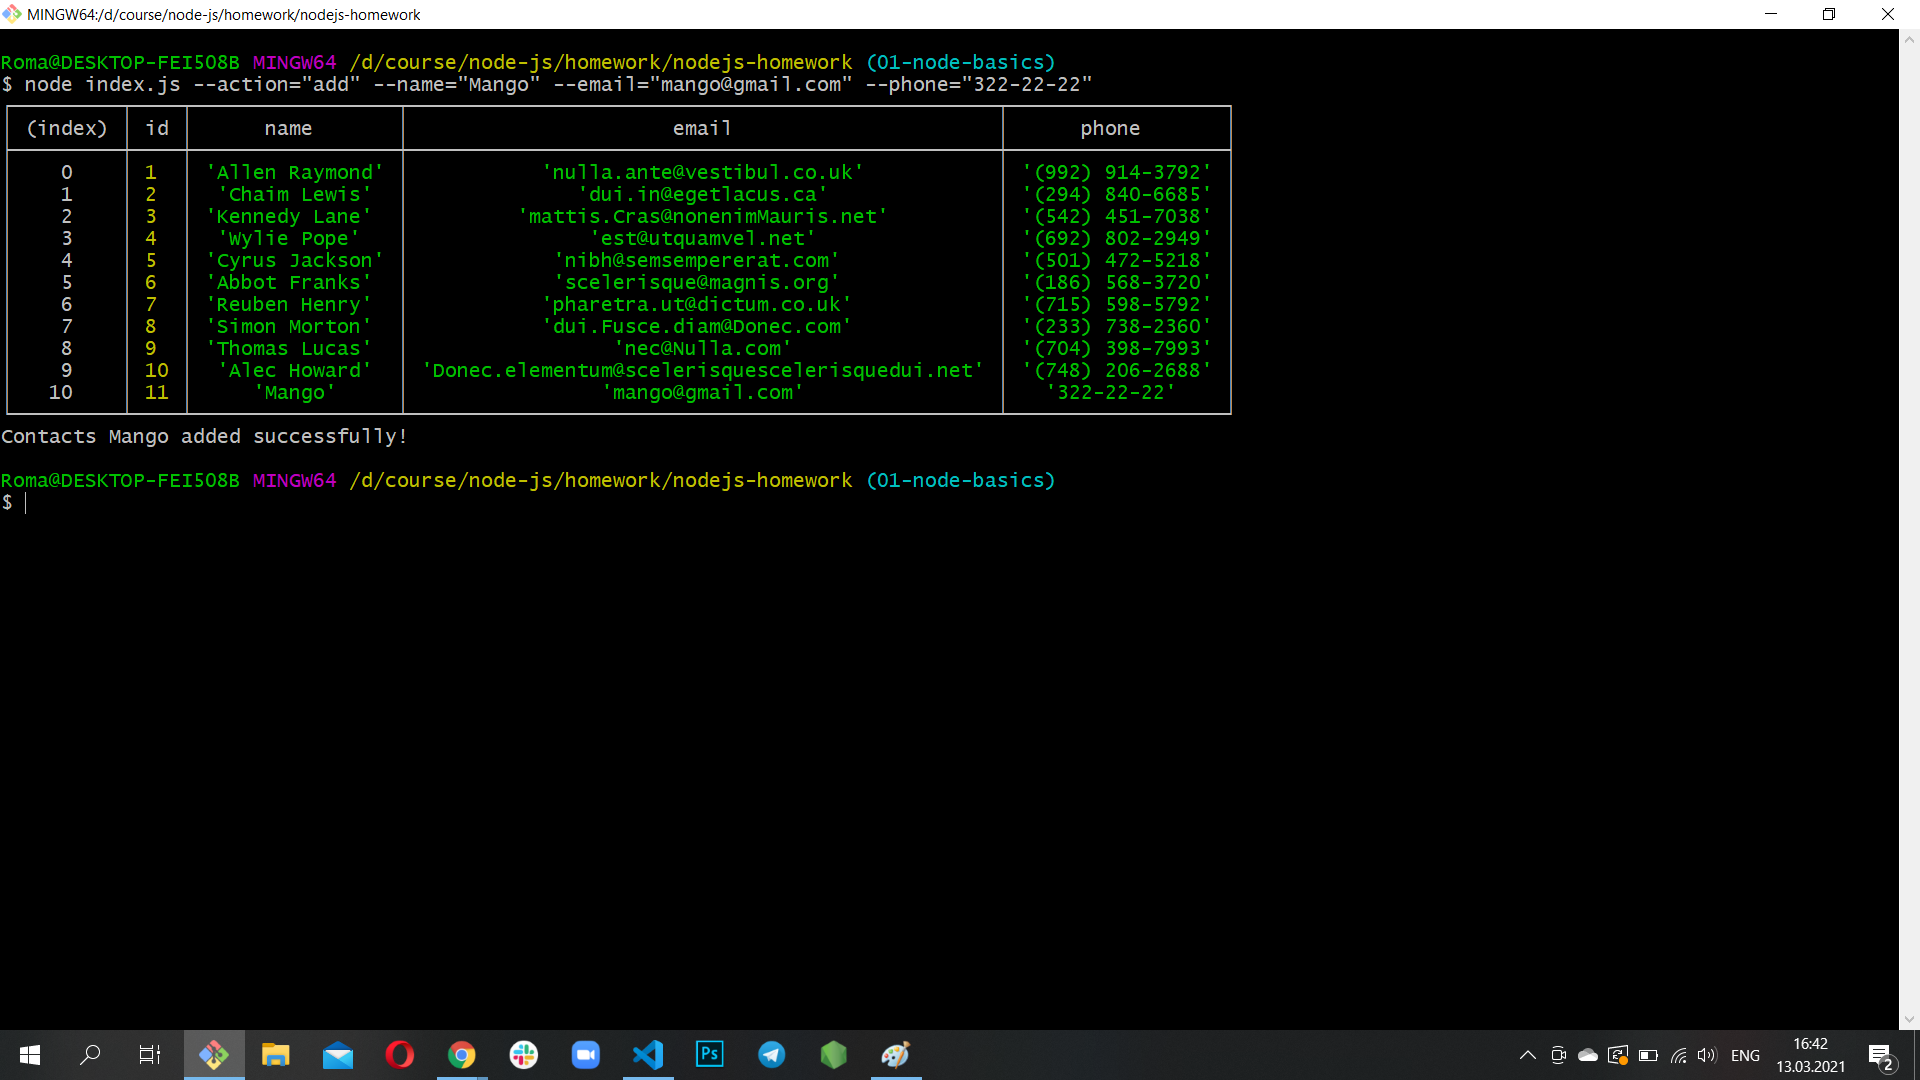 MINGW64:/d/course/node-js/homework/nodejs-homework
Roma@DESKTOP-FEI508B MINGW64 /d/course/node-js/homework/nodejs-homework (01-node-basics)
$ node index.js --action="add" --name="Mango" --email="mango@gmail.com" --phone="322-22-22"
(index) id name email phone
0 1 'Allen Raymond' 'nulla.ante@vestibul.co.uk' '(992) 914-3792'
1 2 'Chaim Lewis' 'dui.in@egetlacus.ca' '(294) 840-6685'
2 3 'Kennedy Lane' 'mattis.Cras@nonenimMauris.net' '(542) 451-7038'
3 4 'Wylie Pope' 'est@utquamvel.net' '(692) 802-2949'
4 5 'Cyrus Jackson' 'nibh@semsempererat.com' '(501) 472-5218'
5 6 'Abbot Franks' 'scelerisque@magnis.org' '(186) 568-3720'
6 7 'Reuben Henry' 'pharetra.ut@dictum.co.uk' '(715) 598-5792'
7 8 'Simon Morton' 'dui.Fusce.diam@Donec.com' '(233) 738-2360'
8 9 'Thomas Lucas' 'nec@Nulla.com' '(704) 398-7993'
9 10 'Alec Howard' 'Donec.elementum@scelerisquescelerisquedui.net' '(748) 206-2688'
10 11 'Mango' 'mango@gmail.com' '322-22-22'
Contacts Mango added successfully!
Roma@DESKTOP-FEI508B MINGW64 /d/course/node-js/homework/nodejs-homework (01-node-basics)
$
Ps
ENG
16:42
13.03.2021
2